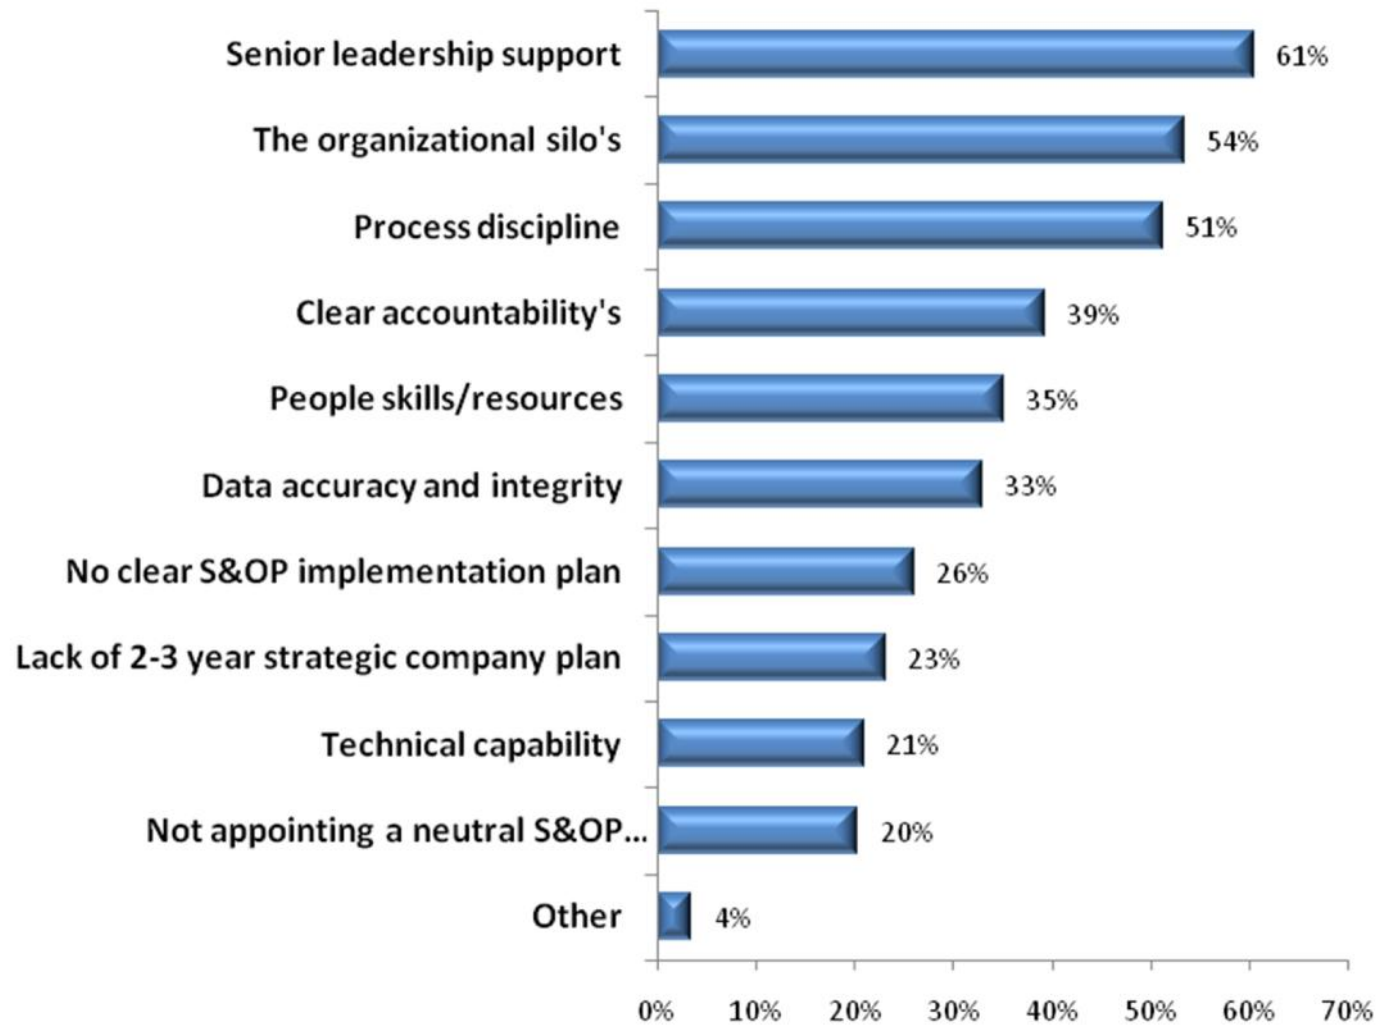 Senior leadership support 61%
The organizational silo's 54%
Process discipline 51%
Clear accountability's 39%
People skills/resources 35%
Data accuracy and integrity 33%
No clear S&OP implementation plan 26%
Lack of 2-3 year strategic company plan 23%
Technical capability 21%
Not appointing a neutral S&OP... 20%
Other 4%
0% 10% 20% 30% 40% 50% 60% 70%